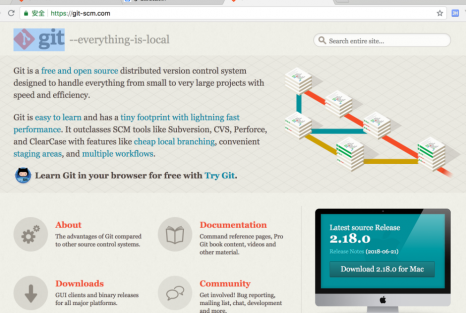 安全 | https://git-scm.com
git --everything-is-local
Search entire site...
Git is a free and open source distributed version control system
designed to handle everything from small to very large projects with
speed and efficiency.
Git is easy to learn and has a tiny footprint with lightning fast
performance. It outclasses SCM tools like Subversion, CVS, Perforce,
and ClearCase with features like cheap local branching, convenient
staging areas, and multiple workflows.
Learn Git in your browser for free with Try Git.
About
The advantages of Git compared
to other source control systems.
Documentation
Command reference pages, Pro
Git book content, videos and
other material.
Downloads
GUI clients and binary releases
for all major platforms.
Community
Get involved! Bug reporting,
mailing list, chat, development
and more.
Latest source Release
2.18.0
Release Notes (2018-06-21)
Download 2.18.0 for Mac